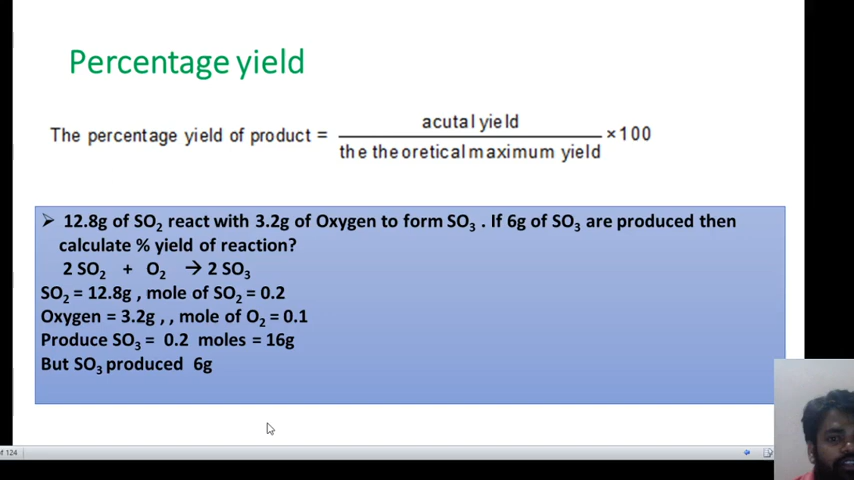 Percentage yield
acutal yield
The percentage yield of product = ×100
the theoretical maximum yield
➢ 12.8g of SO₂ react with 3.2g of Oxygen to form SO₃ . If 6g of SO₃ are produced then
calculate % yield of reaction?
2 SO₂ + O₂ → 2 SO₃
SO₂ = 12.8g , mole of SO₂ = 0.2
Oxygen = 3.2g , , mole of O₂ = 0.1
Produce SO₃ = 0.2 moles = 16g
But SO₃ produced 6g
of 124